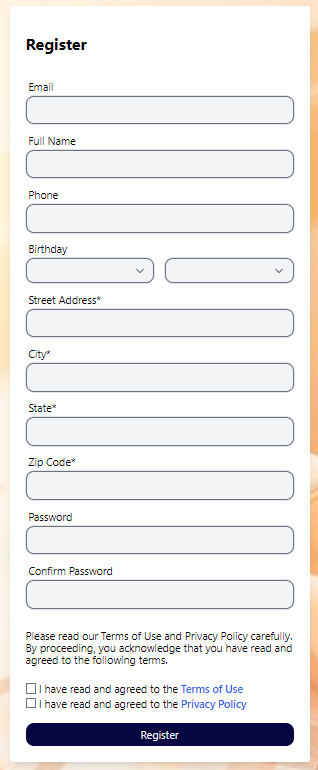 Register
Email
Full Name
Phone
Birthday
Street Address*
City*
State*
Zip Code*
Password
Confirm Password
Please read our Terms of Use and Privacy Policy carefully.
By proceeding, you acknowledge that you have read and
agreed to the following terms.
I have read and agreed to the Terms of Use
I have read and agreed to the Privacy Policy
Register